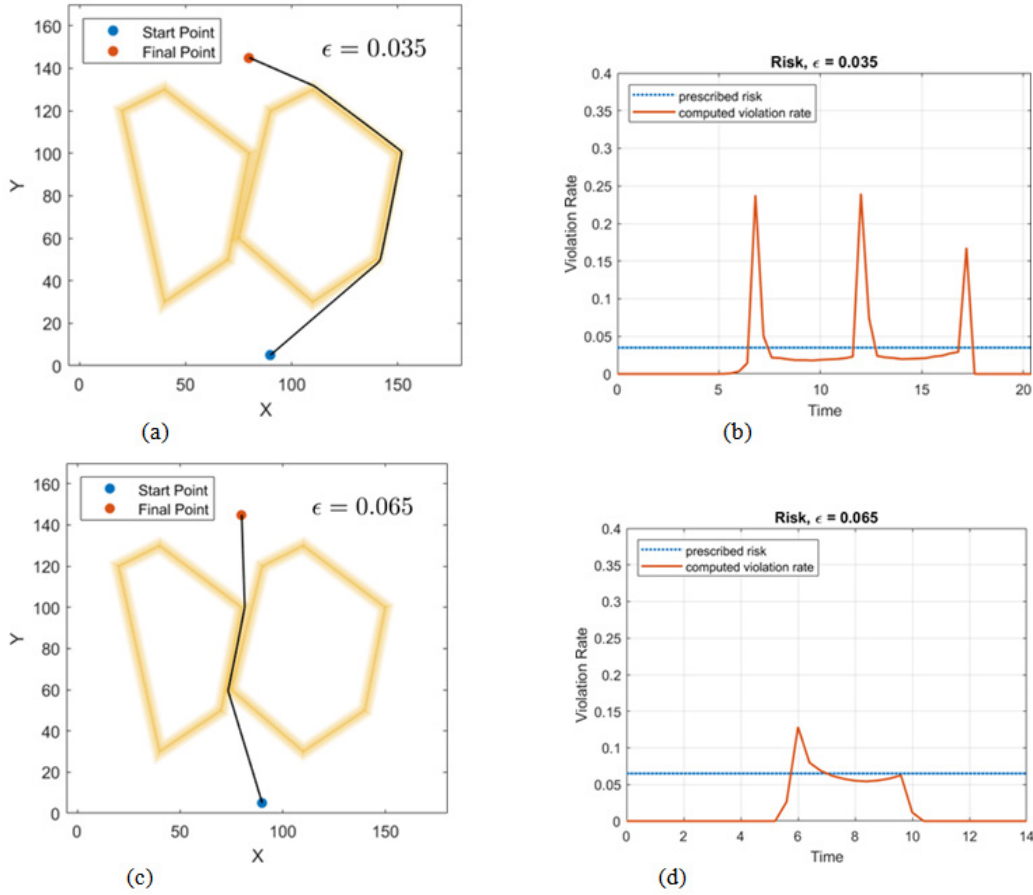 170
160
140
120
100
80
60
40
20
0
Y
Start Point
Final Point
ϵ = 0.035
0 50 100 150
X
(a)
Risk, ϵ = 0.035
0.4
0.35
0.3
0.25
0.2
0.15
0.1
0.05
0
Violation Rate
prescribed risk
computed violation rate
0 5 10 15 20
Time
(b)
160
140
120
100
80
60
40
20
0
Y
Start Point
Final Point
ϵ = 0.065
0 50 100 150
X
(c)
Risk, ϵ = 0.065
0.4
0.35
0.3
0.25
0.2
0.15
0.1
0.05
0
Violation Rate
prescribed risk
computed violation rate
0 2 4 6 8 10 12 14
Time
(d)